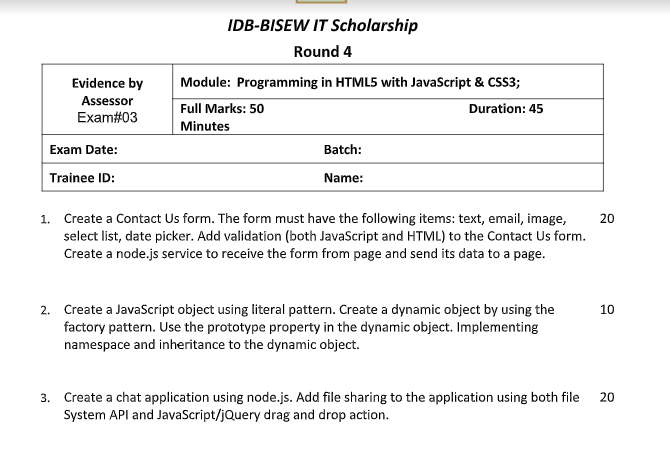 IDB-BISEW IT Scholarship
Round 4
Evidence by
Assessor
Exam#03
Module: Programming in HTML5 with JavaScript & CSS3;
Full Marks: 50 Duration: 45
Minutes
Exam Date: Batch:
Trainee ID: Name:
1. Create a Contact Us form. The form must have the following items: text, email, image, 20
select list, date picker. Add validation (both JavaScript and HTML) to the Contact Us form.
Create a node.js service to receive the form from page and send its data to a page.
2. Create a JavaScript object using literal pattern. Create a dynamic object by using the 10
factory pattern. Use the prototype property in the dynamic object. Implementing
namespace and inheritance to the dynamic object.
3. Create a chat application using node.js. Add file sharing to the application using both file 20
System API and JavaScript/jQuery drag and drop action.